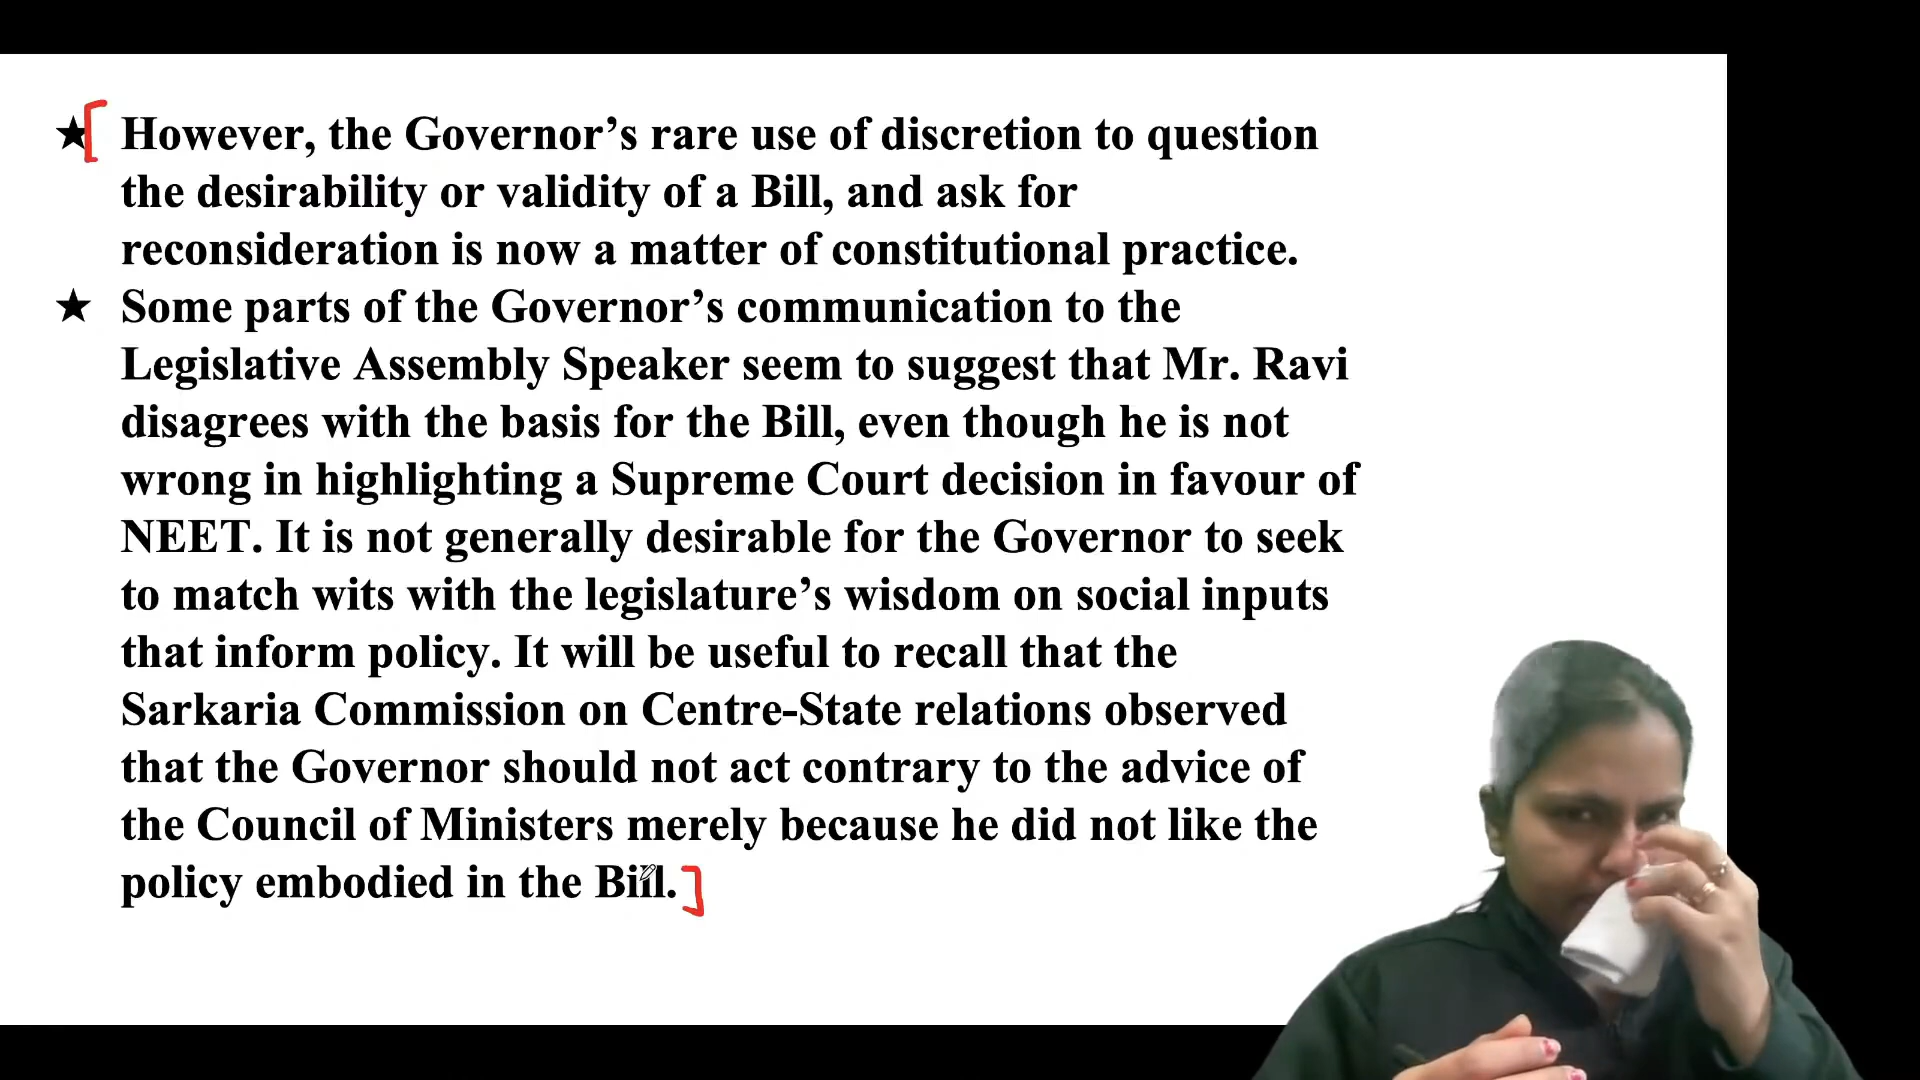 ★ However, the Governor’s rare use of discretion to question
the desirability or validity of a Bill, and ask for
reconsideration is now a matter of constitutional practice.
★ Some parts of the Governor’s communication to the
Legislative Assembly Speaker seem to suggest that Mr. Ravi
disagrees with the basis for the Bill, even though he is not
wrong in highlighting a Supreme Court decision in favour of
NEET. It is not generally desirable for the Governor to seek
to match wits with the legislature’s wisdom on social inputs
that inform policy. It will be useful to recall that the
Sarkaria Commission on Centre-State relations observed
that the Governor should not act contrary to the advice of
the Council of Ministers merely because he did not like the
policy embodied in the Bill.